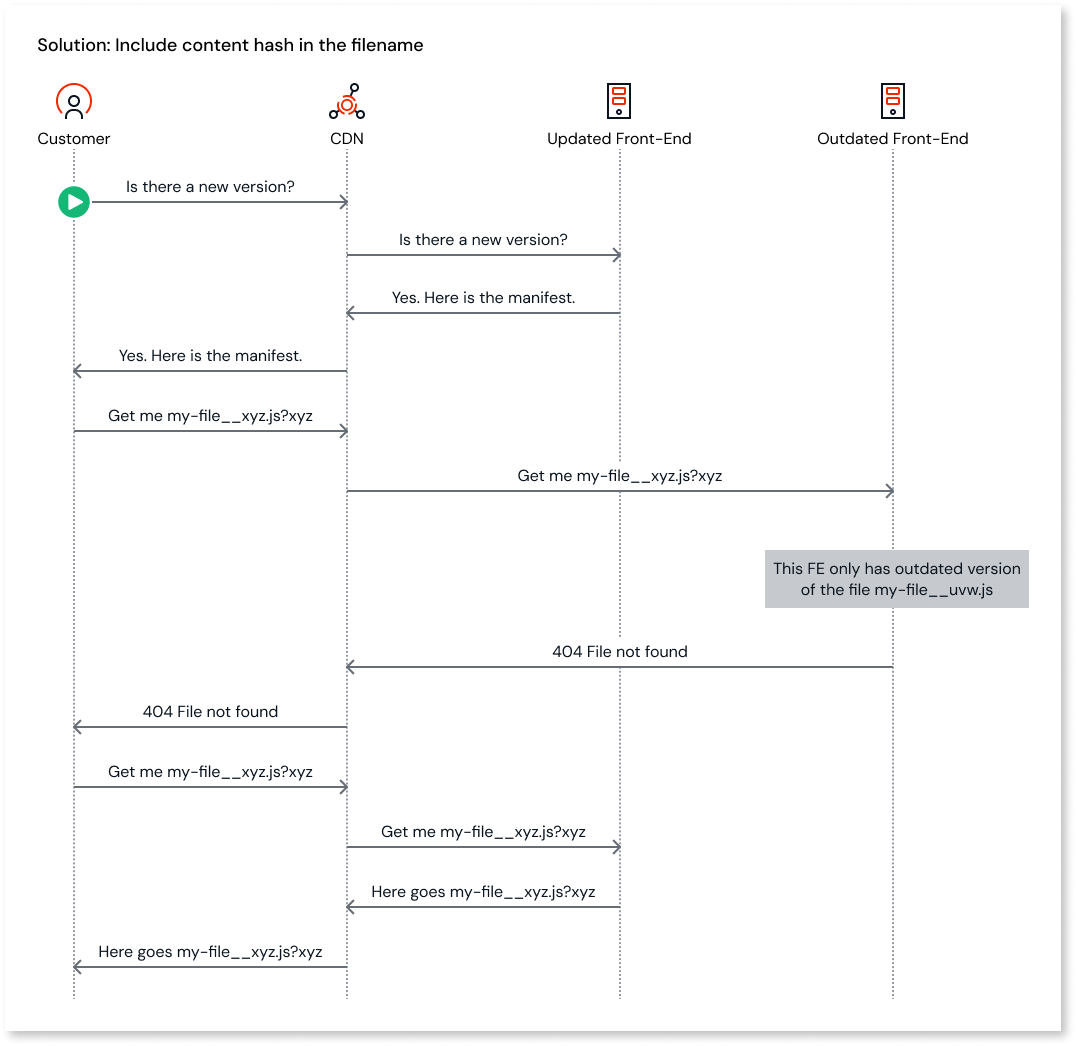 Solution: Include content hash in the filename
Customer
CDN
Updated Front-End
Outdated Front-End
Is there a new version?
Is there a new version?
Yes. Here is the manifest.
Yes. Here is the manifest.
Get me my-file__xyz.js?xyz
Get me my-file__xyz.js?xyz
This FE only has outdated version
of the file my-file__uvw.js
404 File not found
404 File not found
Get me my-file__xyz.js?xyz
Get me my-file__xyz.js?xyz
Here goes my-file__xyz.js?xyz
Here goes my-file__xyz.js?xyz